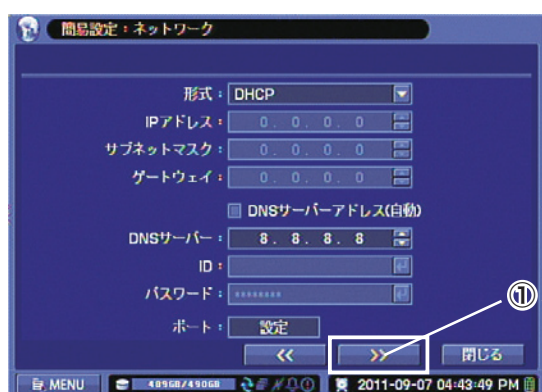 簡易設定:ネットワーク
形式: DHCP
IPアドレス: 0. 0. 0. 0
サブネットマスク: 0. 0. 0. 0
ゲートウェイ: 0. 0. 0. 0
DNSサーバーアドレス(自動)
DNSサーバー: 8. 8. 8. 8
ID:
パスワード: ********
①
ポート: 設定
<< >> 閉じる
MENU 489GB/490GB 2011-09-07 04:43:49 PM